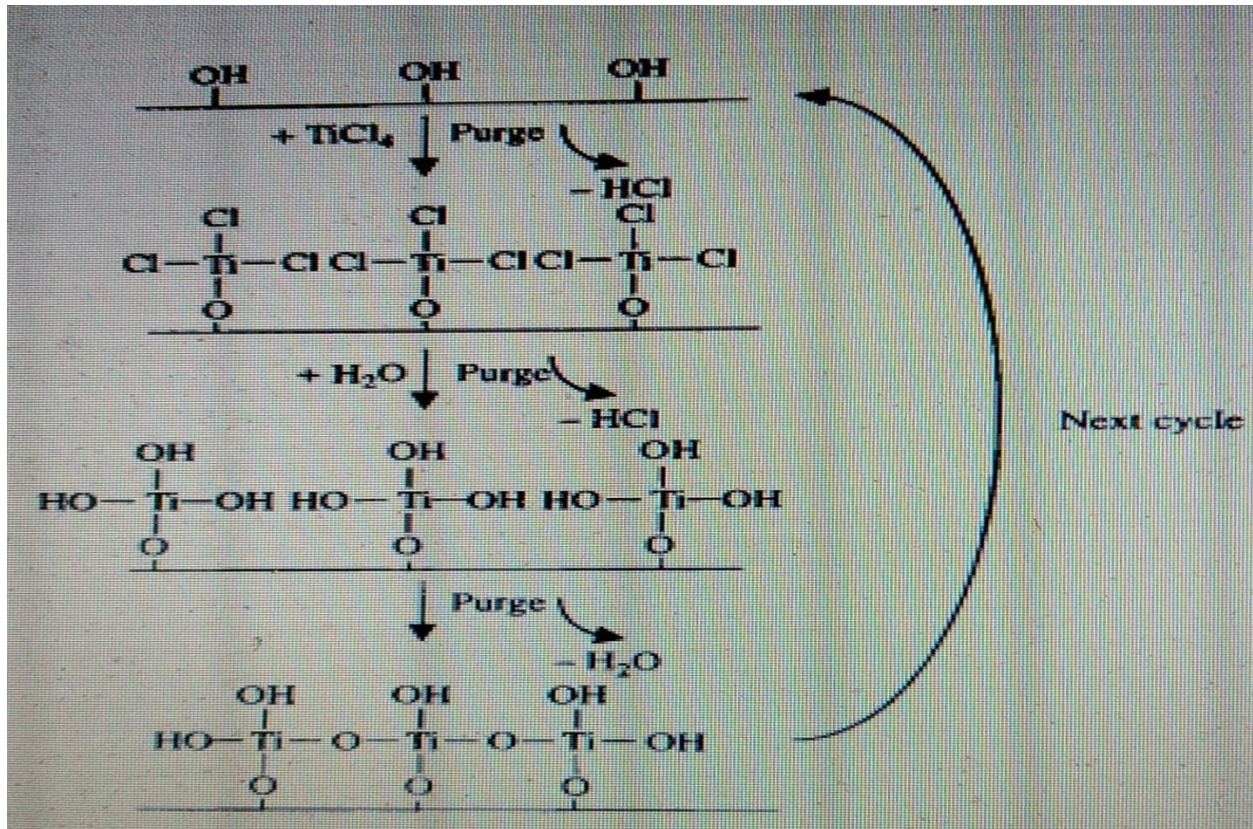 OH OH OH
+ TiCl₄ Purge
– HCl
Cl Cl Cl
Cl–Ti–Cl Cl–Ti–Cl Cl–Ti–Cl
O O O
+ H₂O Purge
– HCl
OH OH OH
HO–Ti–OH HO–Ti–OH HO–Ti–OH
O O O
Next cycle
Purge
– H₂O
OH OH OH
HO–Ti–O–Ti–O–Ti–OH
O O O